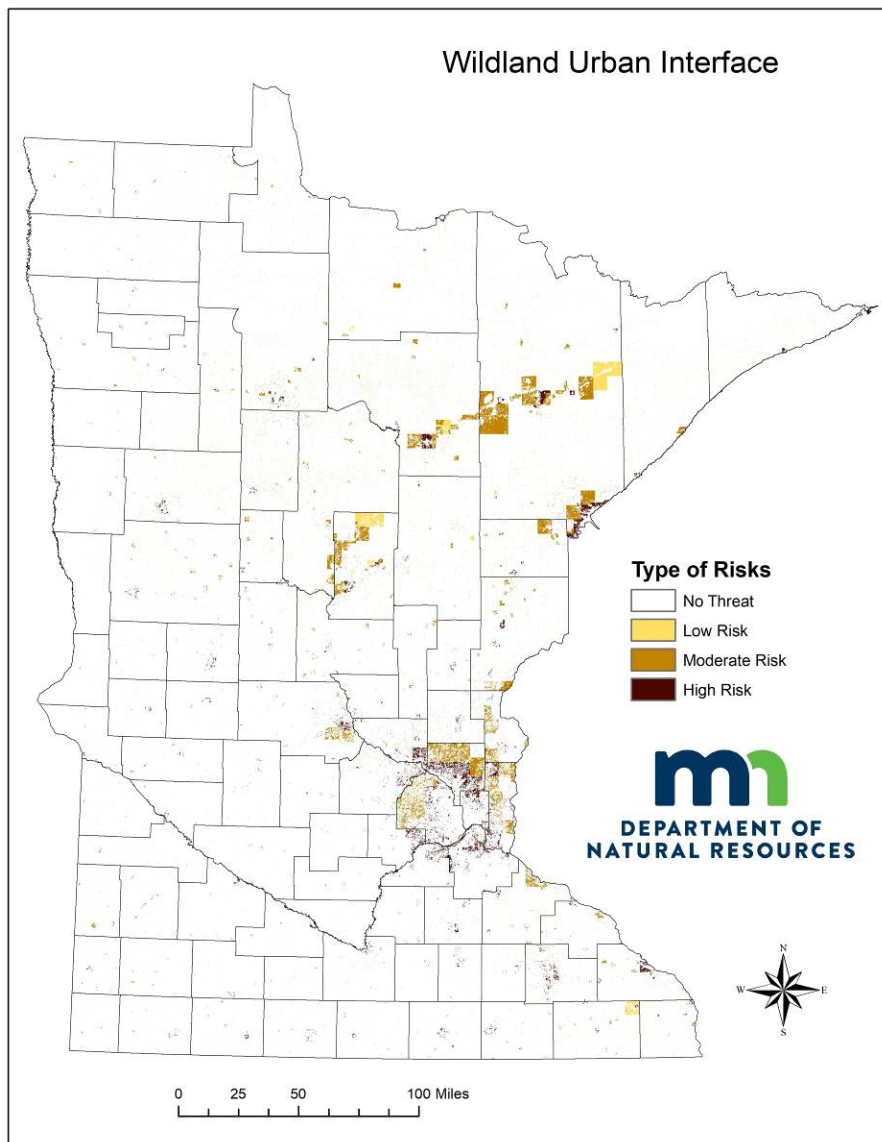 Wildland Urban Interface
Type of Risks
No Threat
Low Risk
Moderate Risk
High Risk
mn
DEPARTMENT OF
NATURAL RESOURCES
N
W E
S
0 25 50 100 Miles